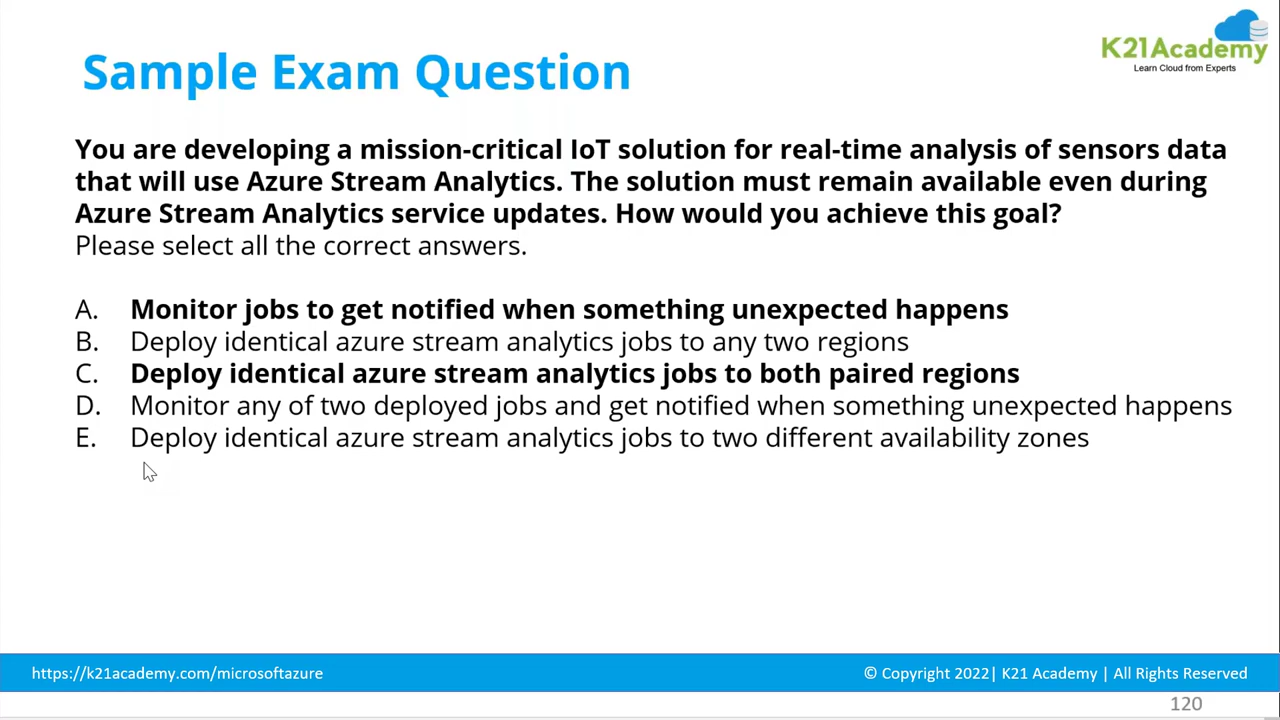 K21Academy
Learn Cloud from Experts
Sample Exam Question
You are developing a mission-critical IoT solution for real-time analysis of sensors data
that will use Azure Stream Analytics. The solution must remain available even during
Azure Stream Analytics service updates. How would you achieve this goal?
Please select all the correct answers.
A. Monitor jobs to get notified when something unexpected happens
B. Deploy identical azure stream analytics jobs to any two regions
C. Deploy identical azure stream analytics jobs to both paired regions
D. Monitor any of two deployed jobs and get notified when something unexpected happens
E. Deploy identical azure stream analytics jobs to two different availability zones
https://k21academy.com/microsoftazure
© Copyright 2022| K21 Academy | All Rights Reserved
120